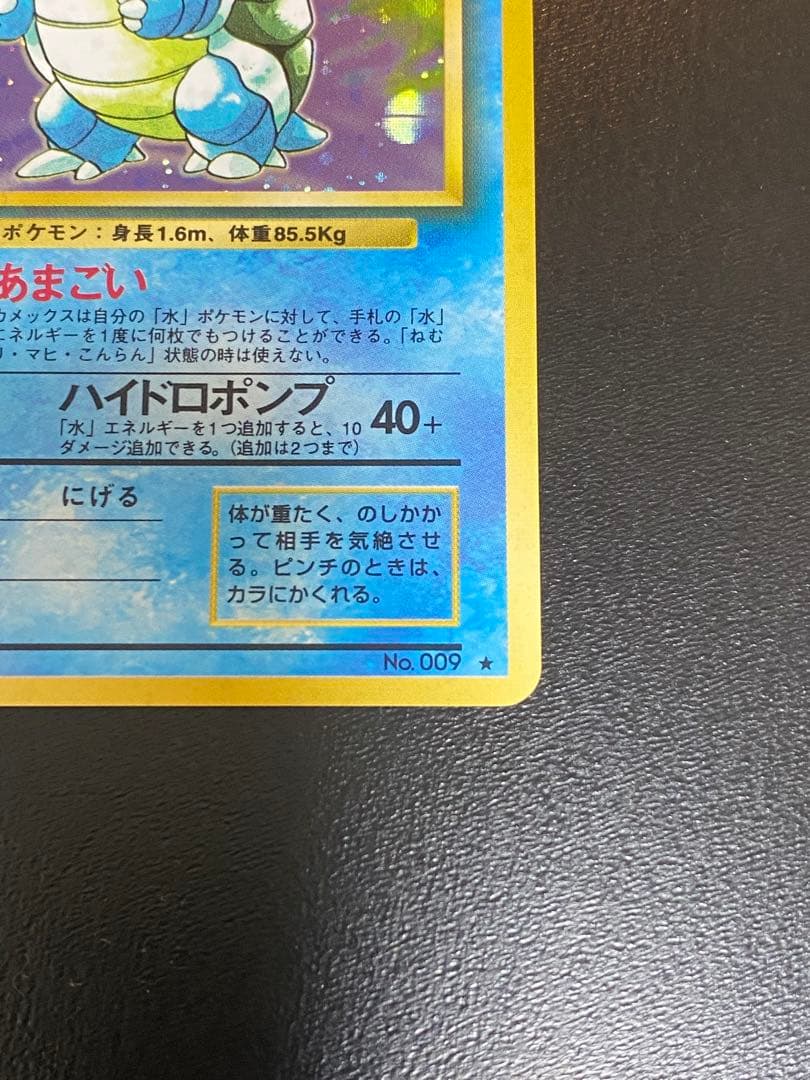 ポケモン：身長1.6m、体重85.5Kg
あまごい
カメックスは自分の「水」ポケモンに対して、手札の「水」
エネルギーを1度に何枚でもつけることができる。「ねむ
リ・マヒ・こんらん」状態の時は使えない。
ハイドロポンプ 40+
「水」エネルギーを1つ追加すると、10
ダメージ追加できる。(追加は2つまで)
にげる
体が重たく、のしかか
って相手を気絶させ
る。ピンチのときは、
カラにかくれる。
No. 009 ★